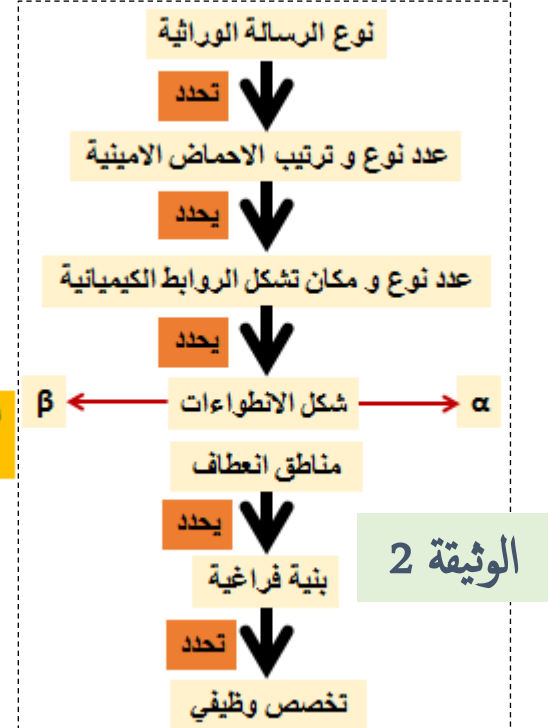 نوع الرسالة الوراثية
تحدد
عدد نوع و ترتيب الاحماض الامينية
يحدد
عدد نوع و مكان تشكل الروابط الكيميائية
يحدد
α شكل الانطواءات β
مناطق انعطاف
يحدد
الوثيقة 2
بنية فراغية
تحدد
تخصص وظيفي